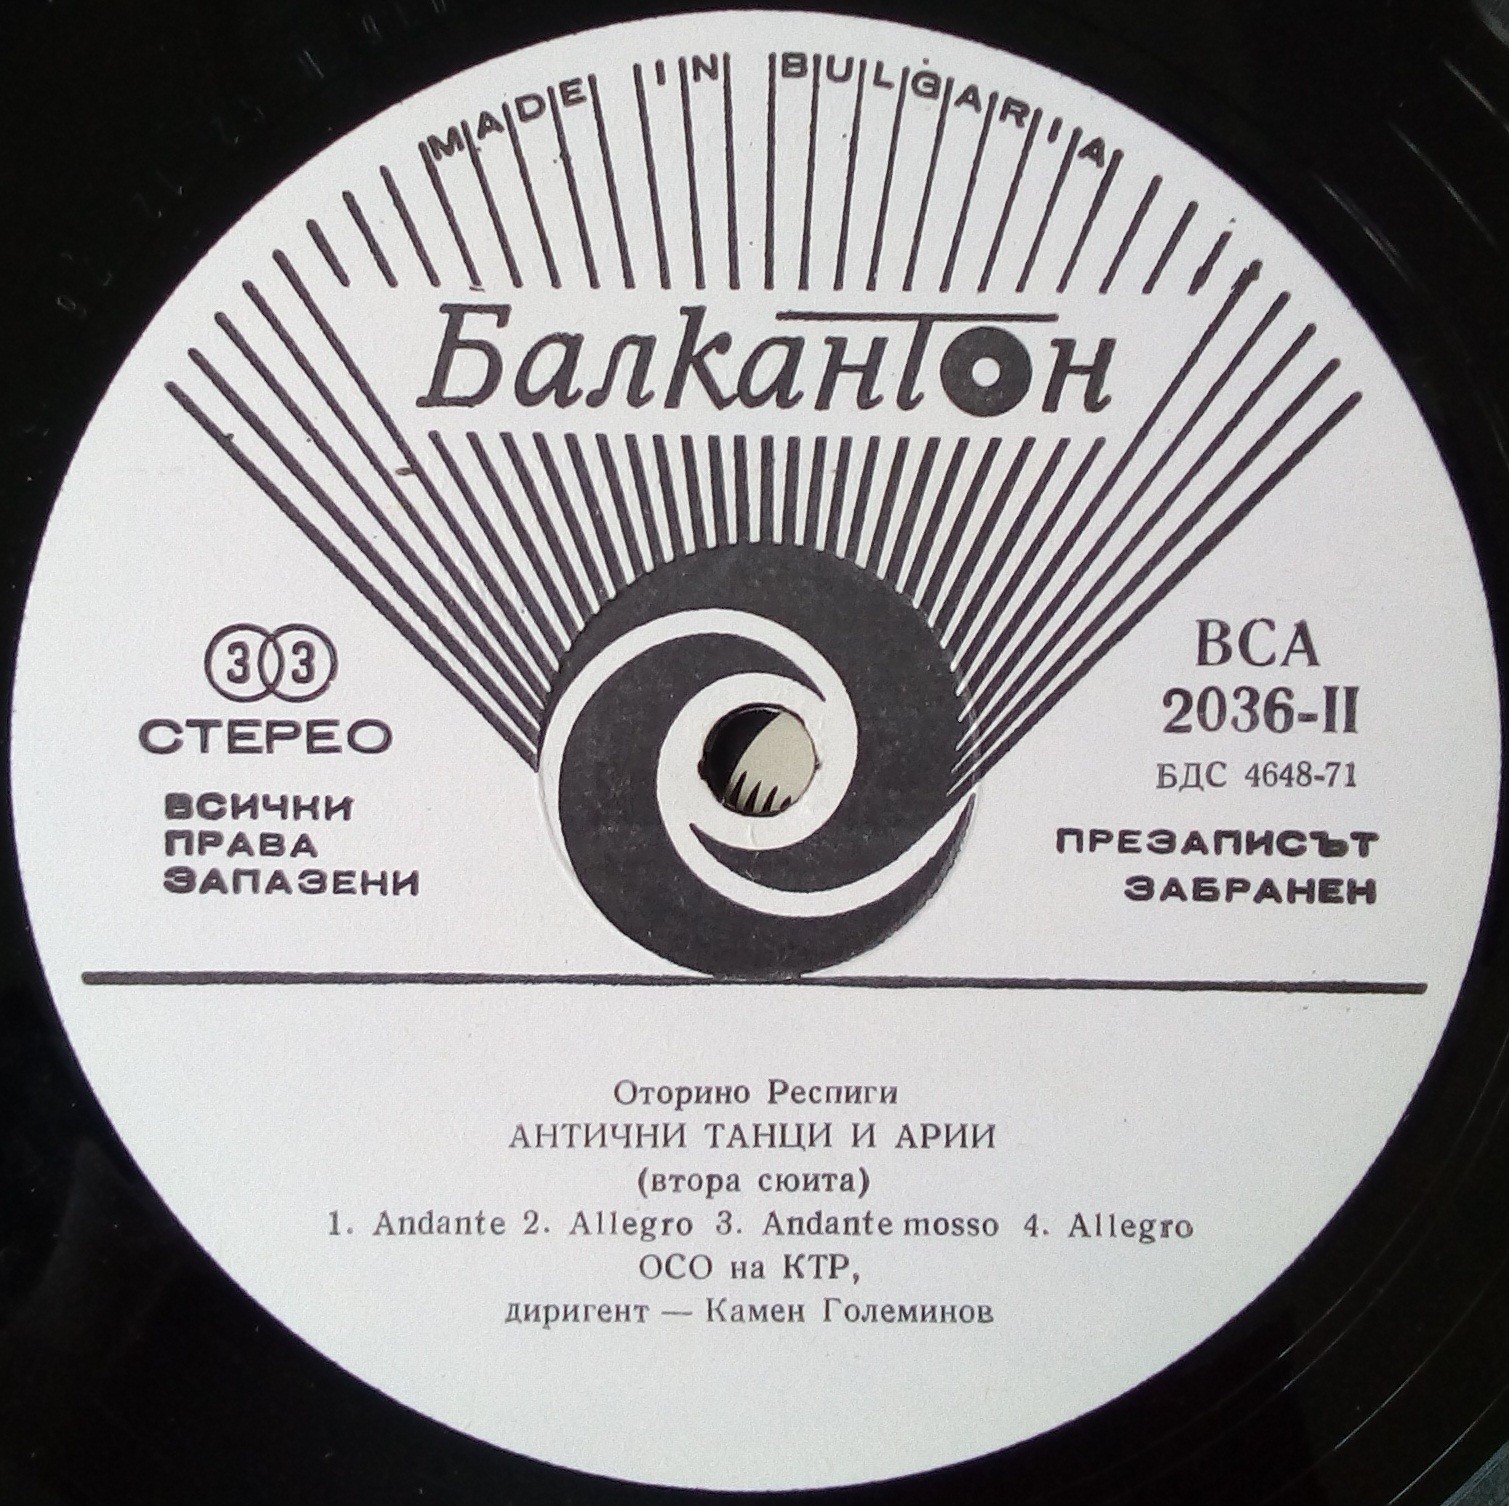 MADE IN BULGARIA
Балкантон
33
СТЕРЕО
ВСИЧКИ
ПРАВА
ЗАПАЗЕНИ
ВСА
2036-II
БДС 4648-71
ПРЕЗАПИСЪТ
ЗАБРАНЕН
Оторино Респиги
АНТИЧНИ ТАНЦИ И АРИИ
(втора сюита)
1. Andante 2. Allegro 3. Andante mosso 4. Allegro
ОСО на КТР,
диригент — Камен Големинов